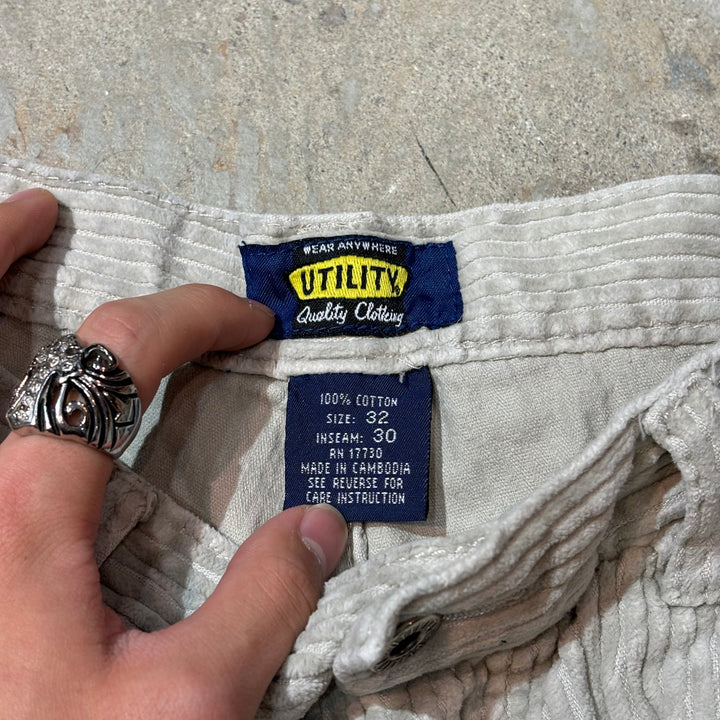 WEAR ANYWHERE
UTILITY
Quality Clothing
100% COTTON
SIZE: 32
INSEAM: 30
RN 17730
MADE IN CAMBODIA
SEE REVERSE FOR
CARE INSTRUCTION